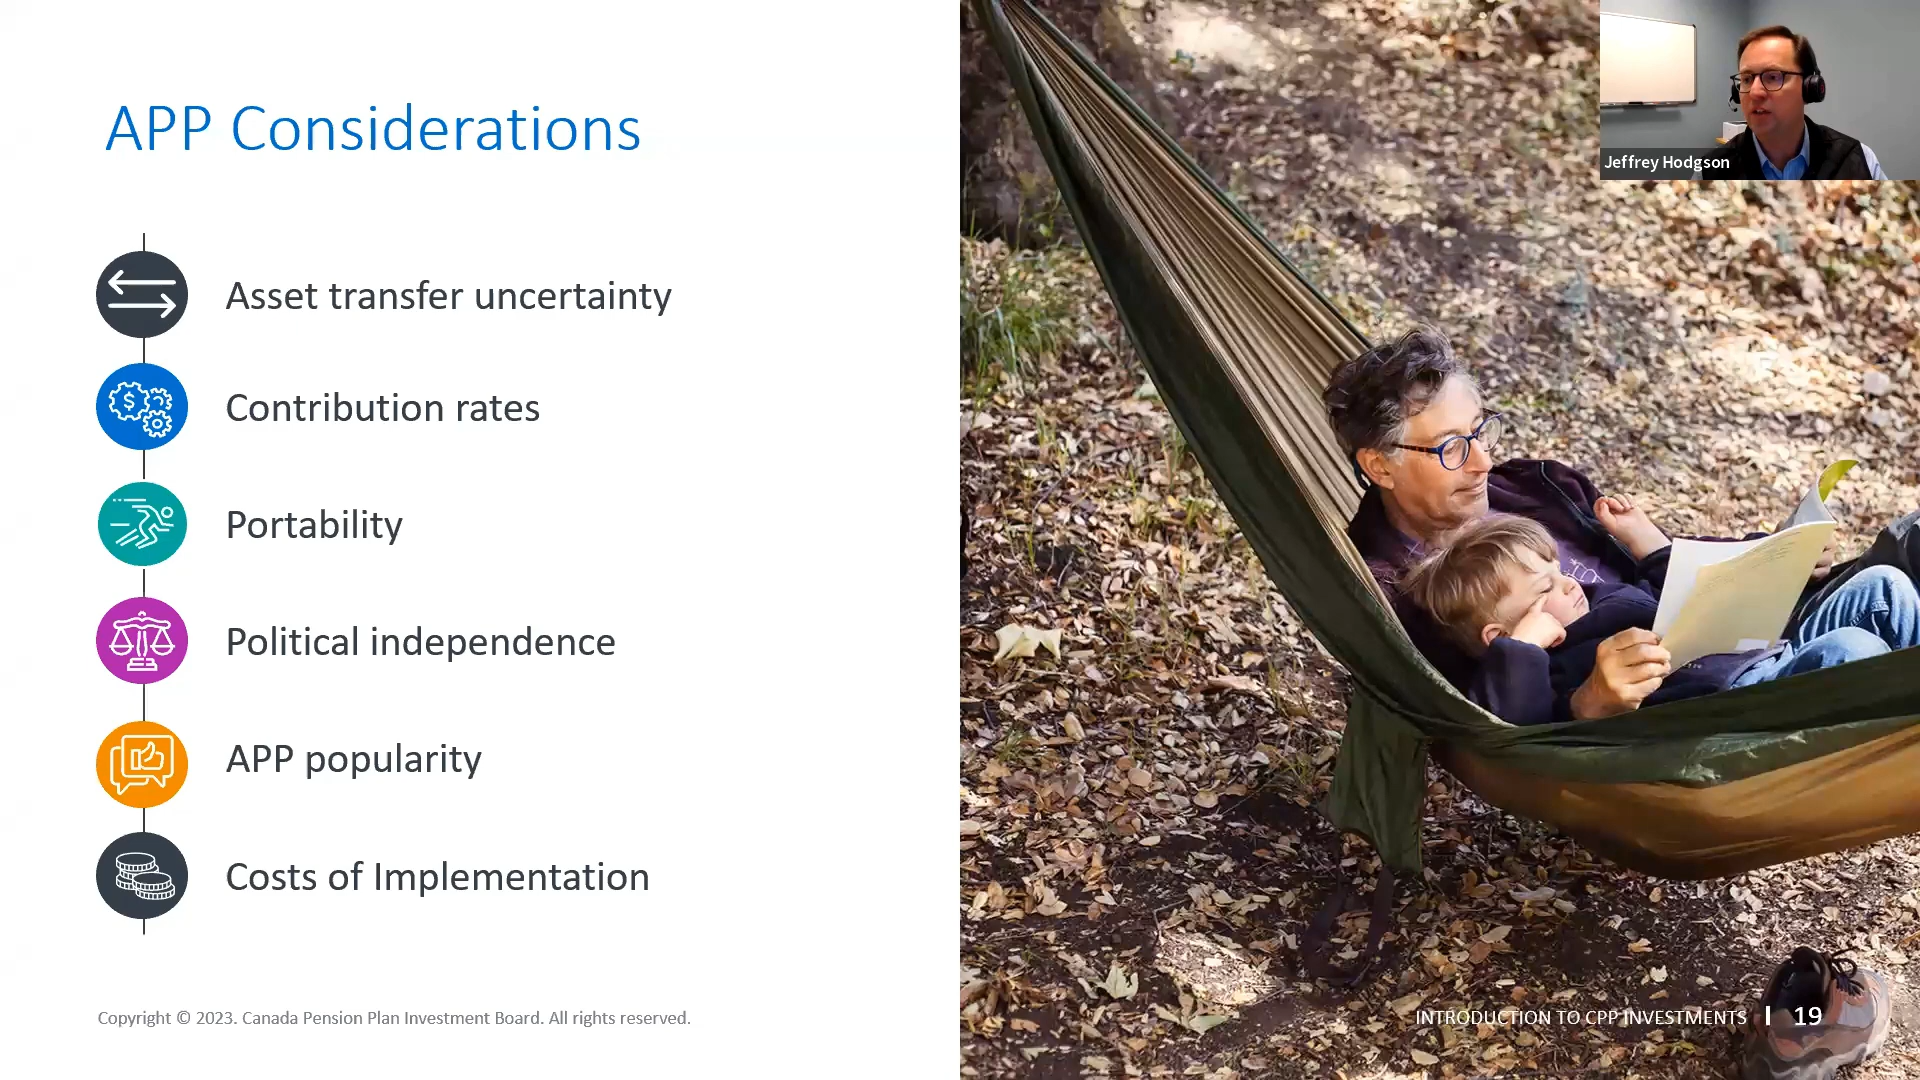 APP Considerations
Jeffrey Hodgson
Asset transfer uncertainty
Contribution rates
Portability
Political independence
APP popularity
Costs of Implementation
Copyright © 2023. Canada Pension Plan Investment Board. All rights reserved.
INTRODUCTION TO CPP INVESTMENTS | 19